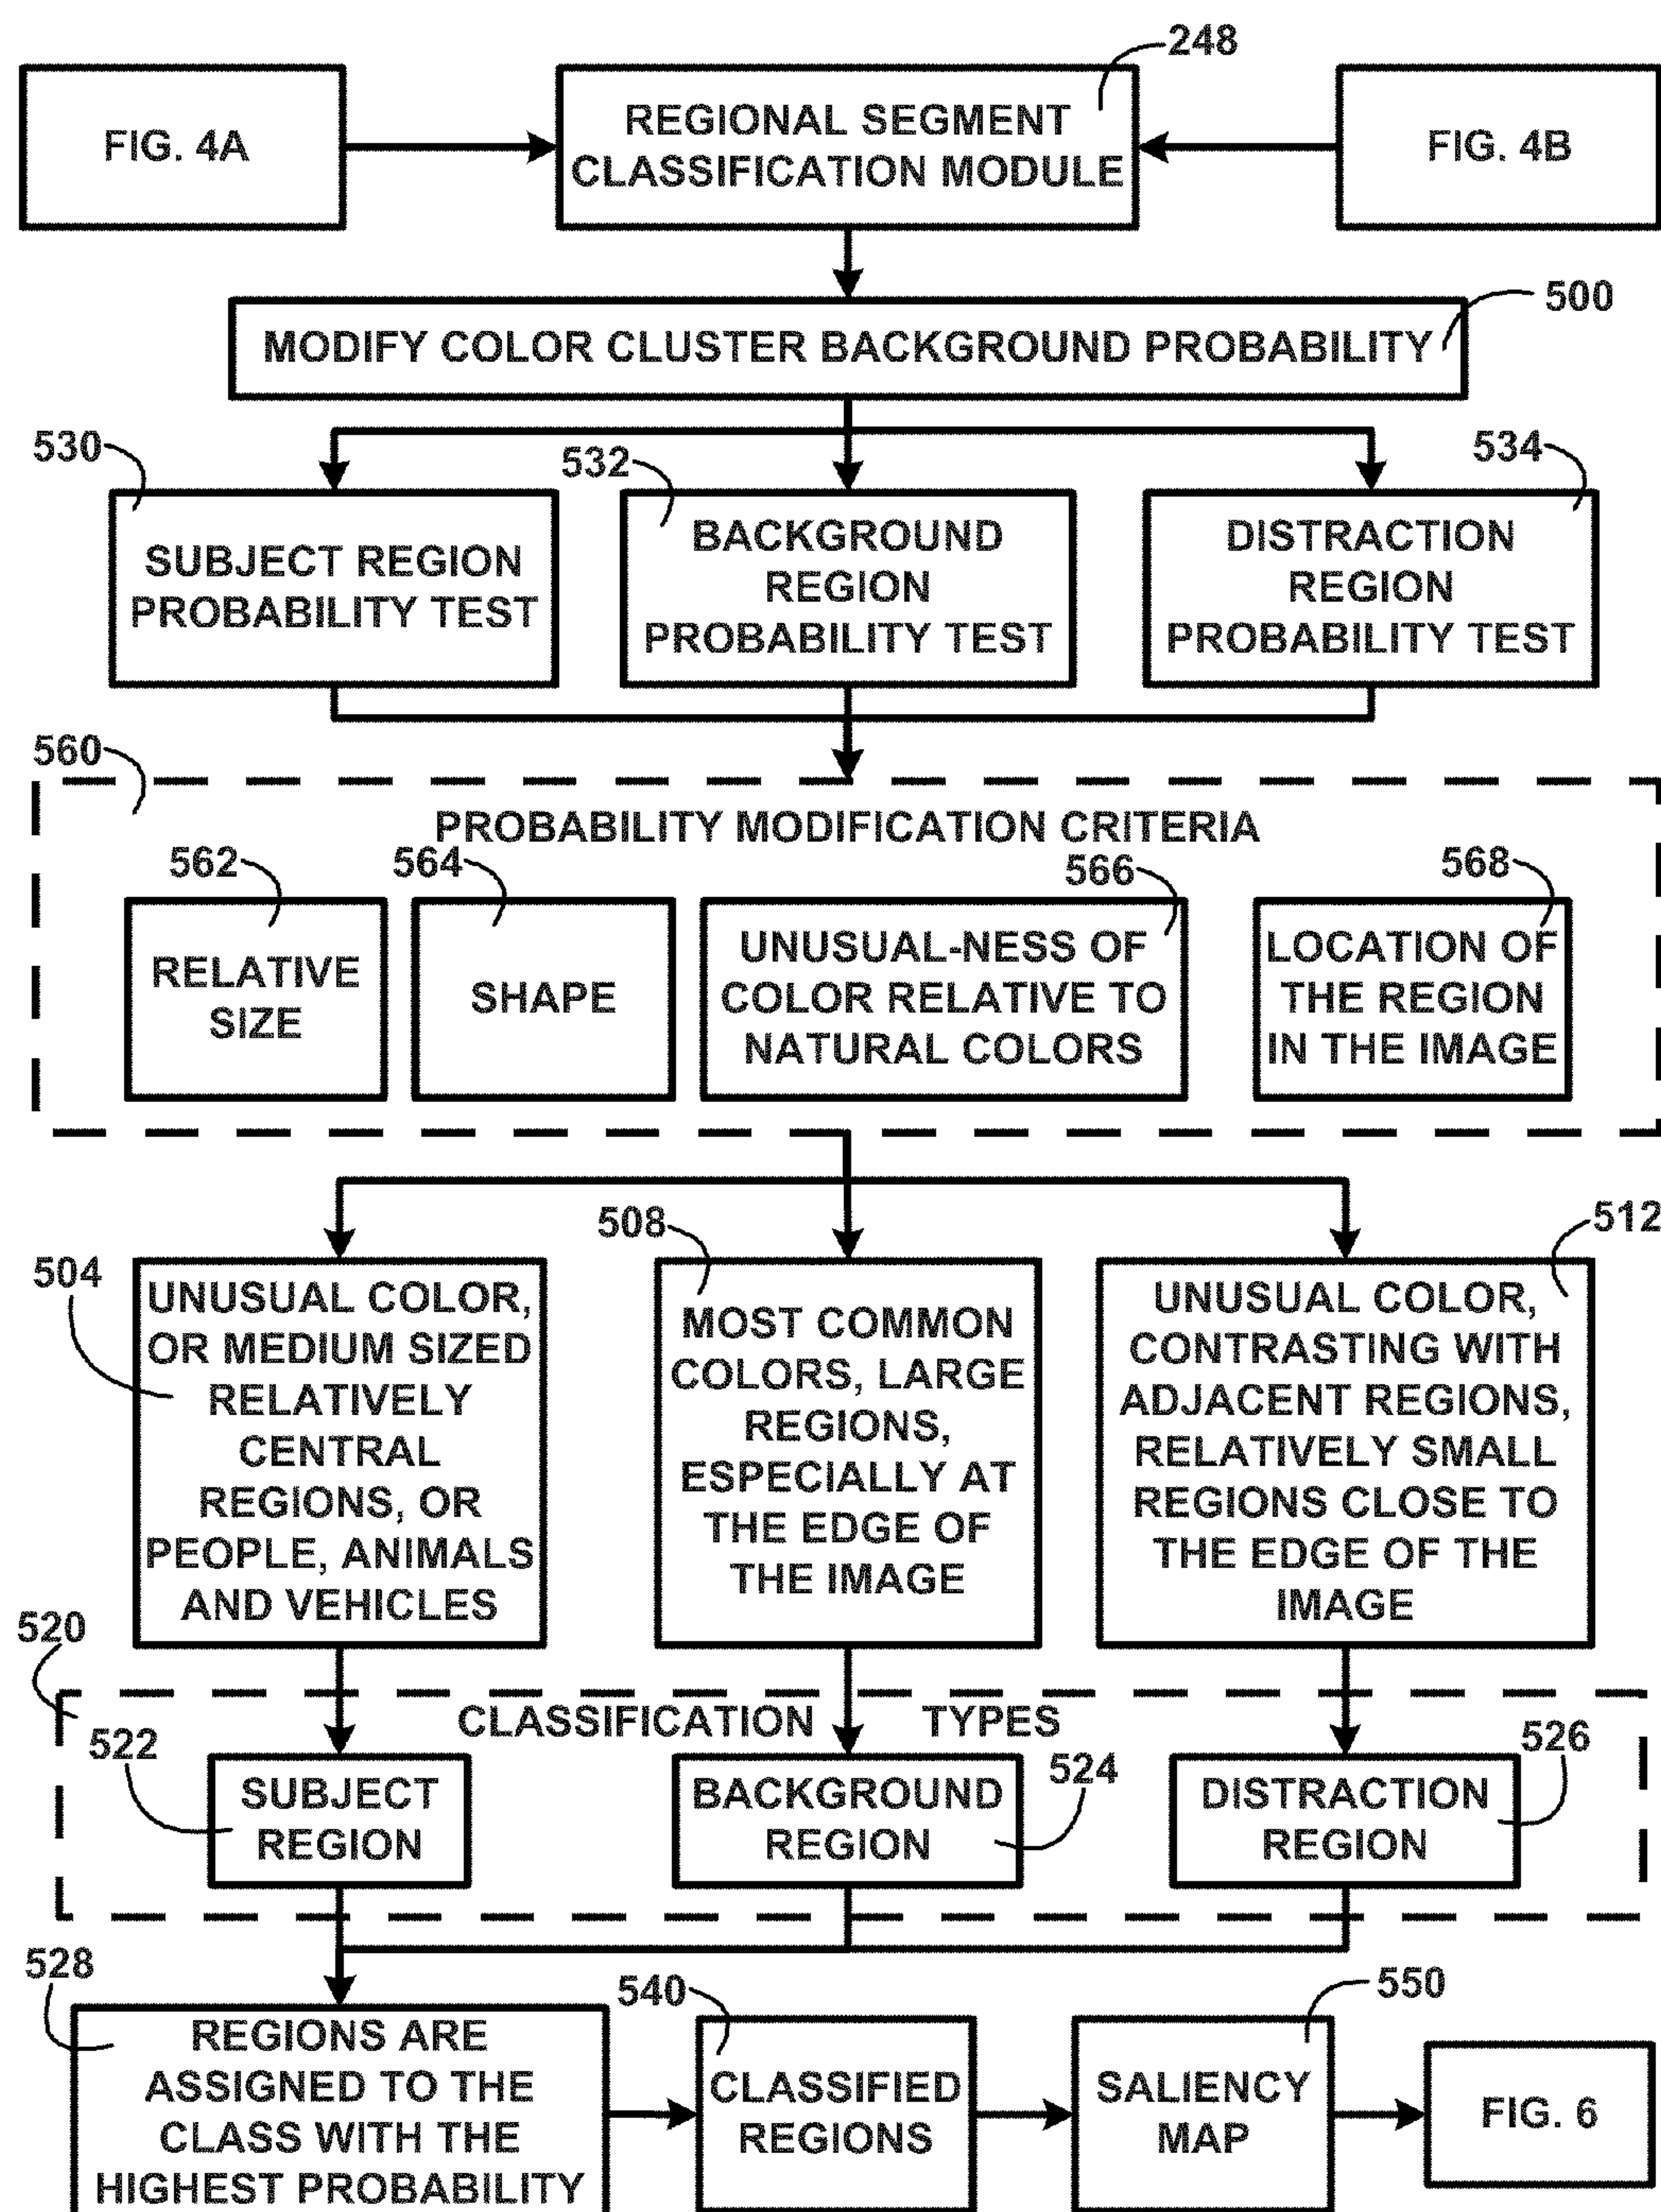 248
FIG. 4A
REGIONAL SEGMENT
CLASSIFICATION MODULE
FIG. 4B
500
MODIFY COLOR CLUSTER BACKGROUND PROBABILITY
530
532
534
SUBJECT REGION
PROBABILITY TEST
BACKGROUND
REGION
PROBABILITY TEST
DISTRACTION
REGION
PROBABILITY TEST
560
PROBABILITY MODIFICATION CRITERIA
562
564
566
568
RELATIVE
SIZE
SHAPE
UNUSUAL-NESS OF
COLOR RELATIVE TO
NATURAL COLORS
LOCATION OF
THE REGION
IN THE IMAGE
504
508
512
UNUSUAL COLOR,
OR MEDIUM SIZED
RELATIVELY
CENTRAL
REGIONS, OR
PEOPLE, ANIMALS
AND VEHICLES
MOST COMMON
COLORS, LARGE
REGIONS,
ESPECIALLY AT
THE EDGE OF
THE IMAGE
UNUSUAL COLOR,
CONTRASTING WITH
ADJACENT REGIONS,
RELATIVELY SMALL
REGIONS CLOSE TO
THE EDGE OF THE
IMAGE
520
CLASSIFICATION TYPES
522
524
526
SUBJECT
REGION
BACKGROUND
REGION
DISTRACTION
REGION
528
540
550
REGIONS ARE
ASSIGNED TO THE
CLASS WITH THE
HIGHEST PROBABILITY
CLASSIFIED
REGIONS
SALIENCY
MAP
FIG. 6